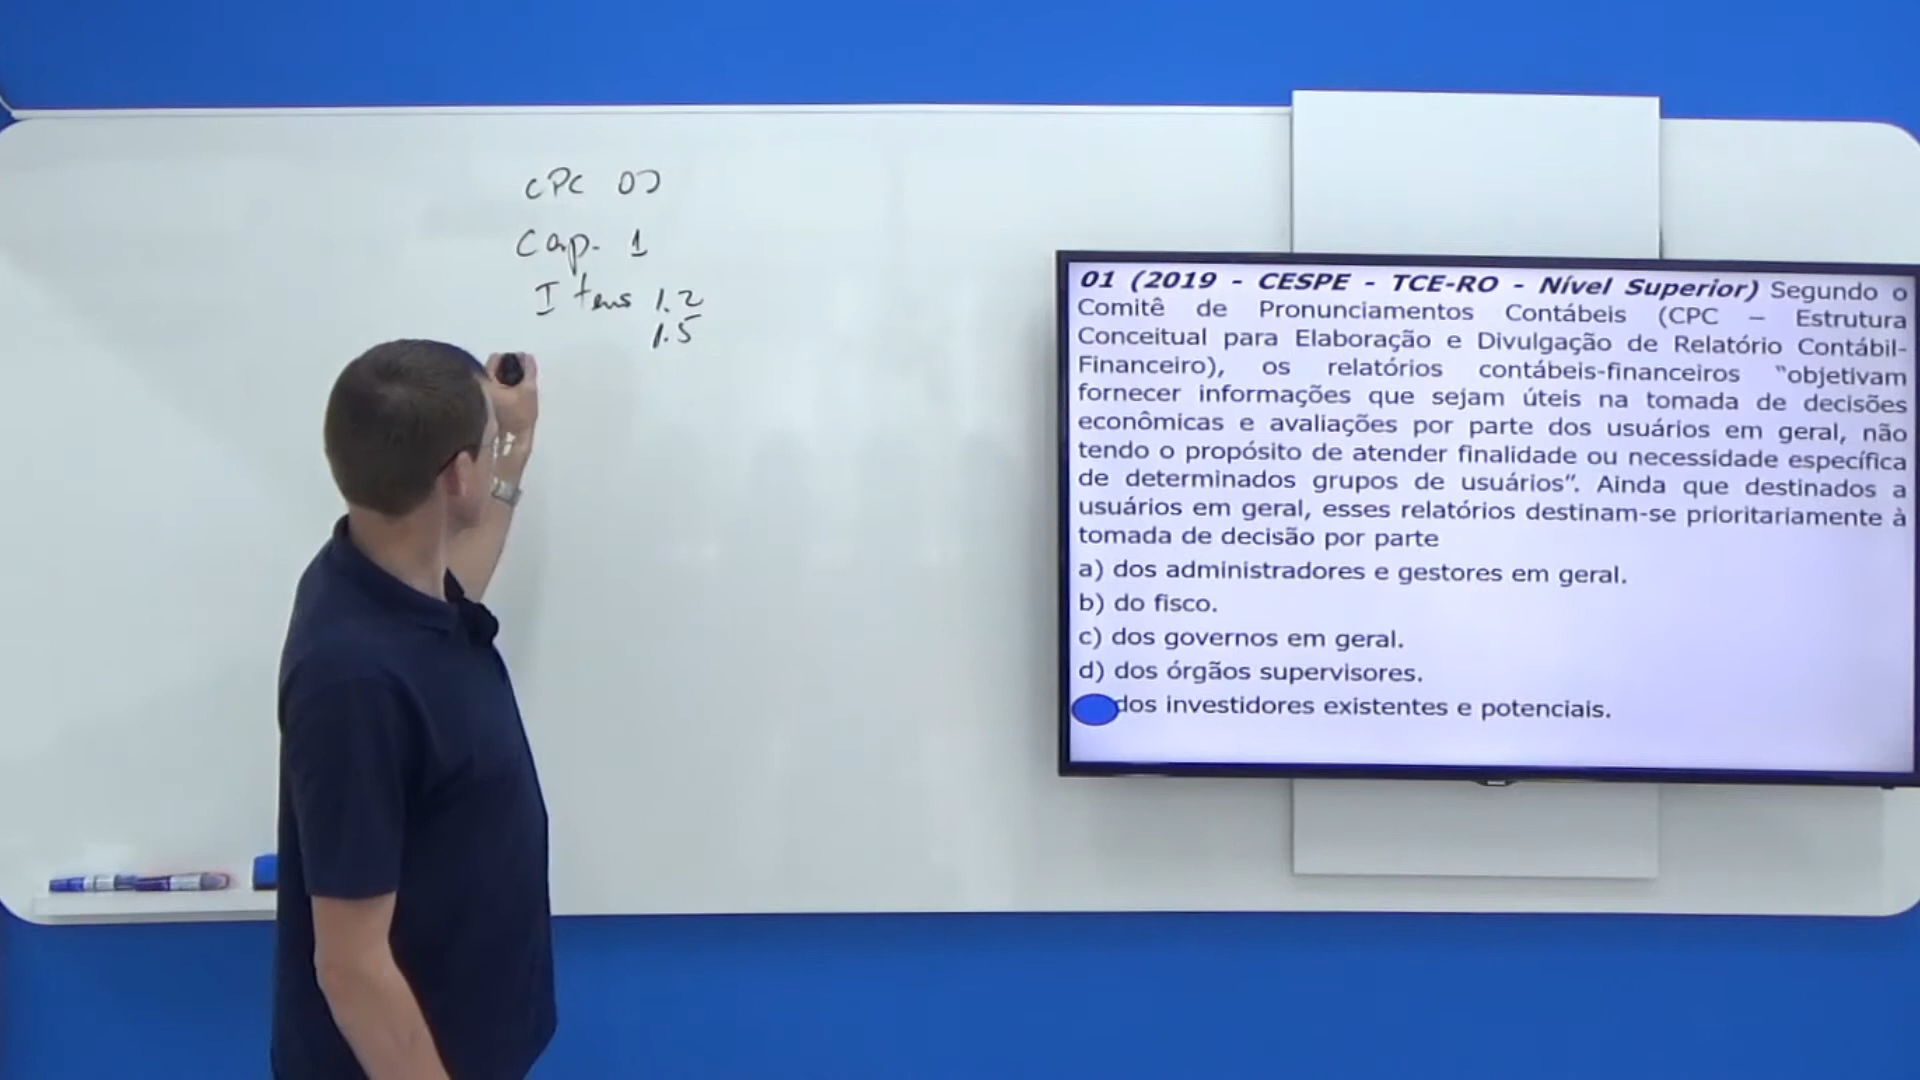 CPC 00
Cap. 1
Itens 1.2
1.5
01 (2019 - CESPE - TCE-RO - Nível Superior) Segundo o
Comitê de Pronunciamentos Contábeis (CPC – Estrutura
Conceitual para Elaboração e Divulgação de Relatório Contábil-
Financeiro), os relatórios contábeis-financeiros "objetivam
fornecer informações que sejam úteis na tomada de decisões
econômicas e avaliações por parte dos usuários em geral, não
tendo o propósito de atender finalidade ou necessidade específica
de determinados grupos de usuários". Ainda que destinados a
usuários em geral, esses relatórios destinam-se prioritariamente à
tomada de decisão por parte
a) dos administradores e gestores em geral.
b) do fisco.
c) dos governos em geral.
d) dos órgãos supervisores.
dos investidores existentes e potenciais.